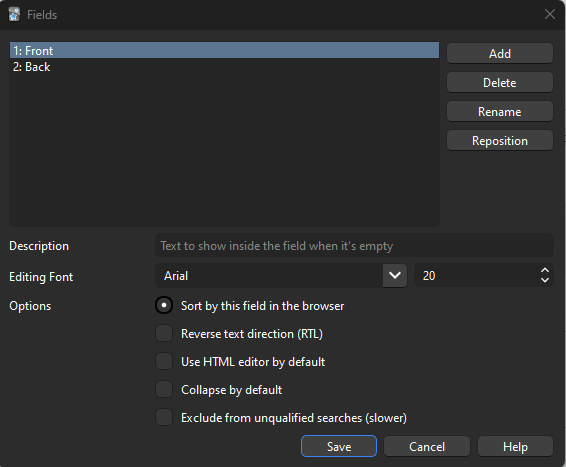 Fields
1: Front
2: Back
Add
Delete
Rename
Reposition
Description
Text to show inside the field when it's empty
Editing Font
Arial
20
Options
Sort by this field in the browser
Reverse text direction (RTL)
Use HTML editor by default
Collapse by default
Exclude from unqualified searches (slower)
Save
Cancel
Help